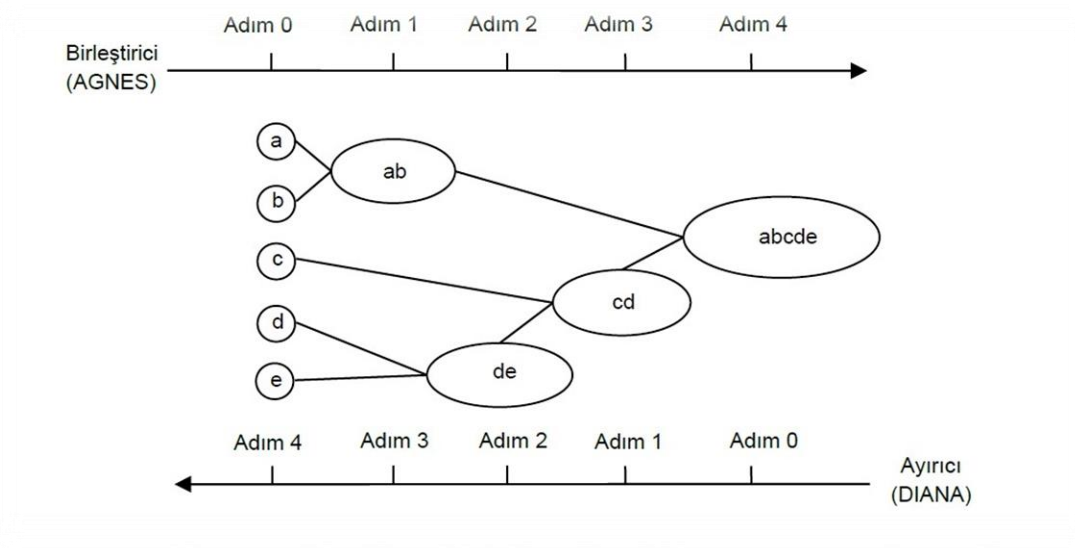 Adım 0 Adım 1 Adım 2 Adım 3 Adım 4
Birleştirici
(AGNES)
a
ab
b
abcde
c
cd
d
de
e
Adım 4 Adım 3 Adım 2 Adım 1 Adım 0
Ayırıcı
(DIANA)